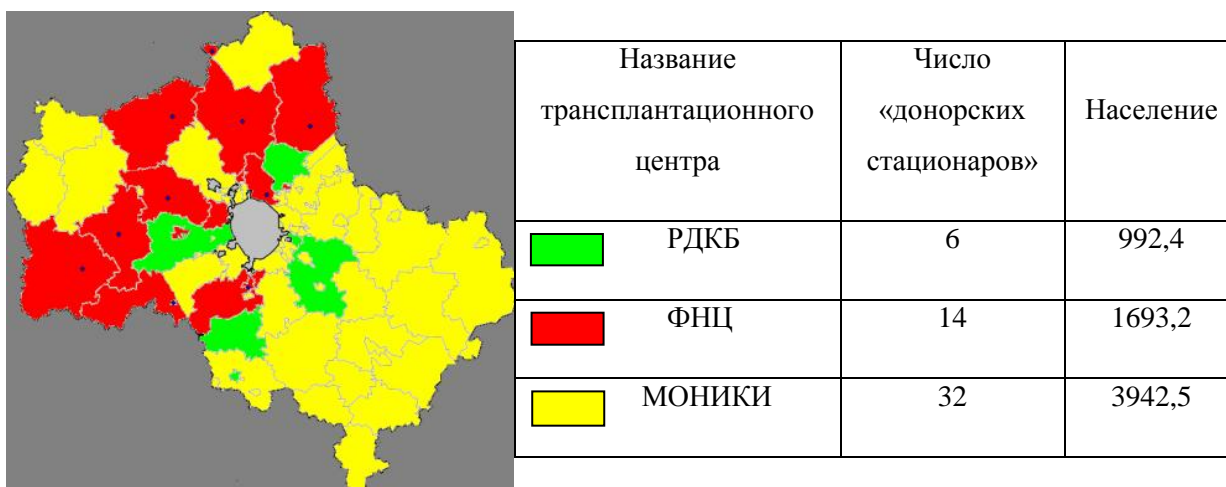 Название
трансплантационного
центра
Число
«донорских
стационаров»
Население
РДКБ 6 992,4
ФНЦ 14 1693,2
МОНИКИ 32 3942,5